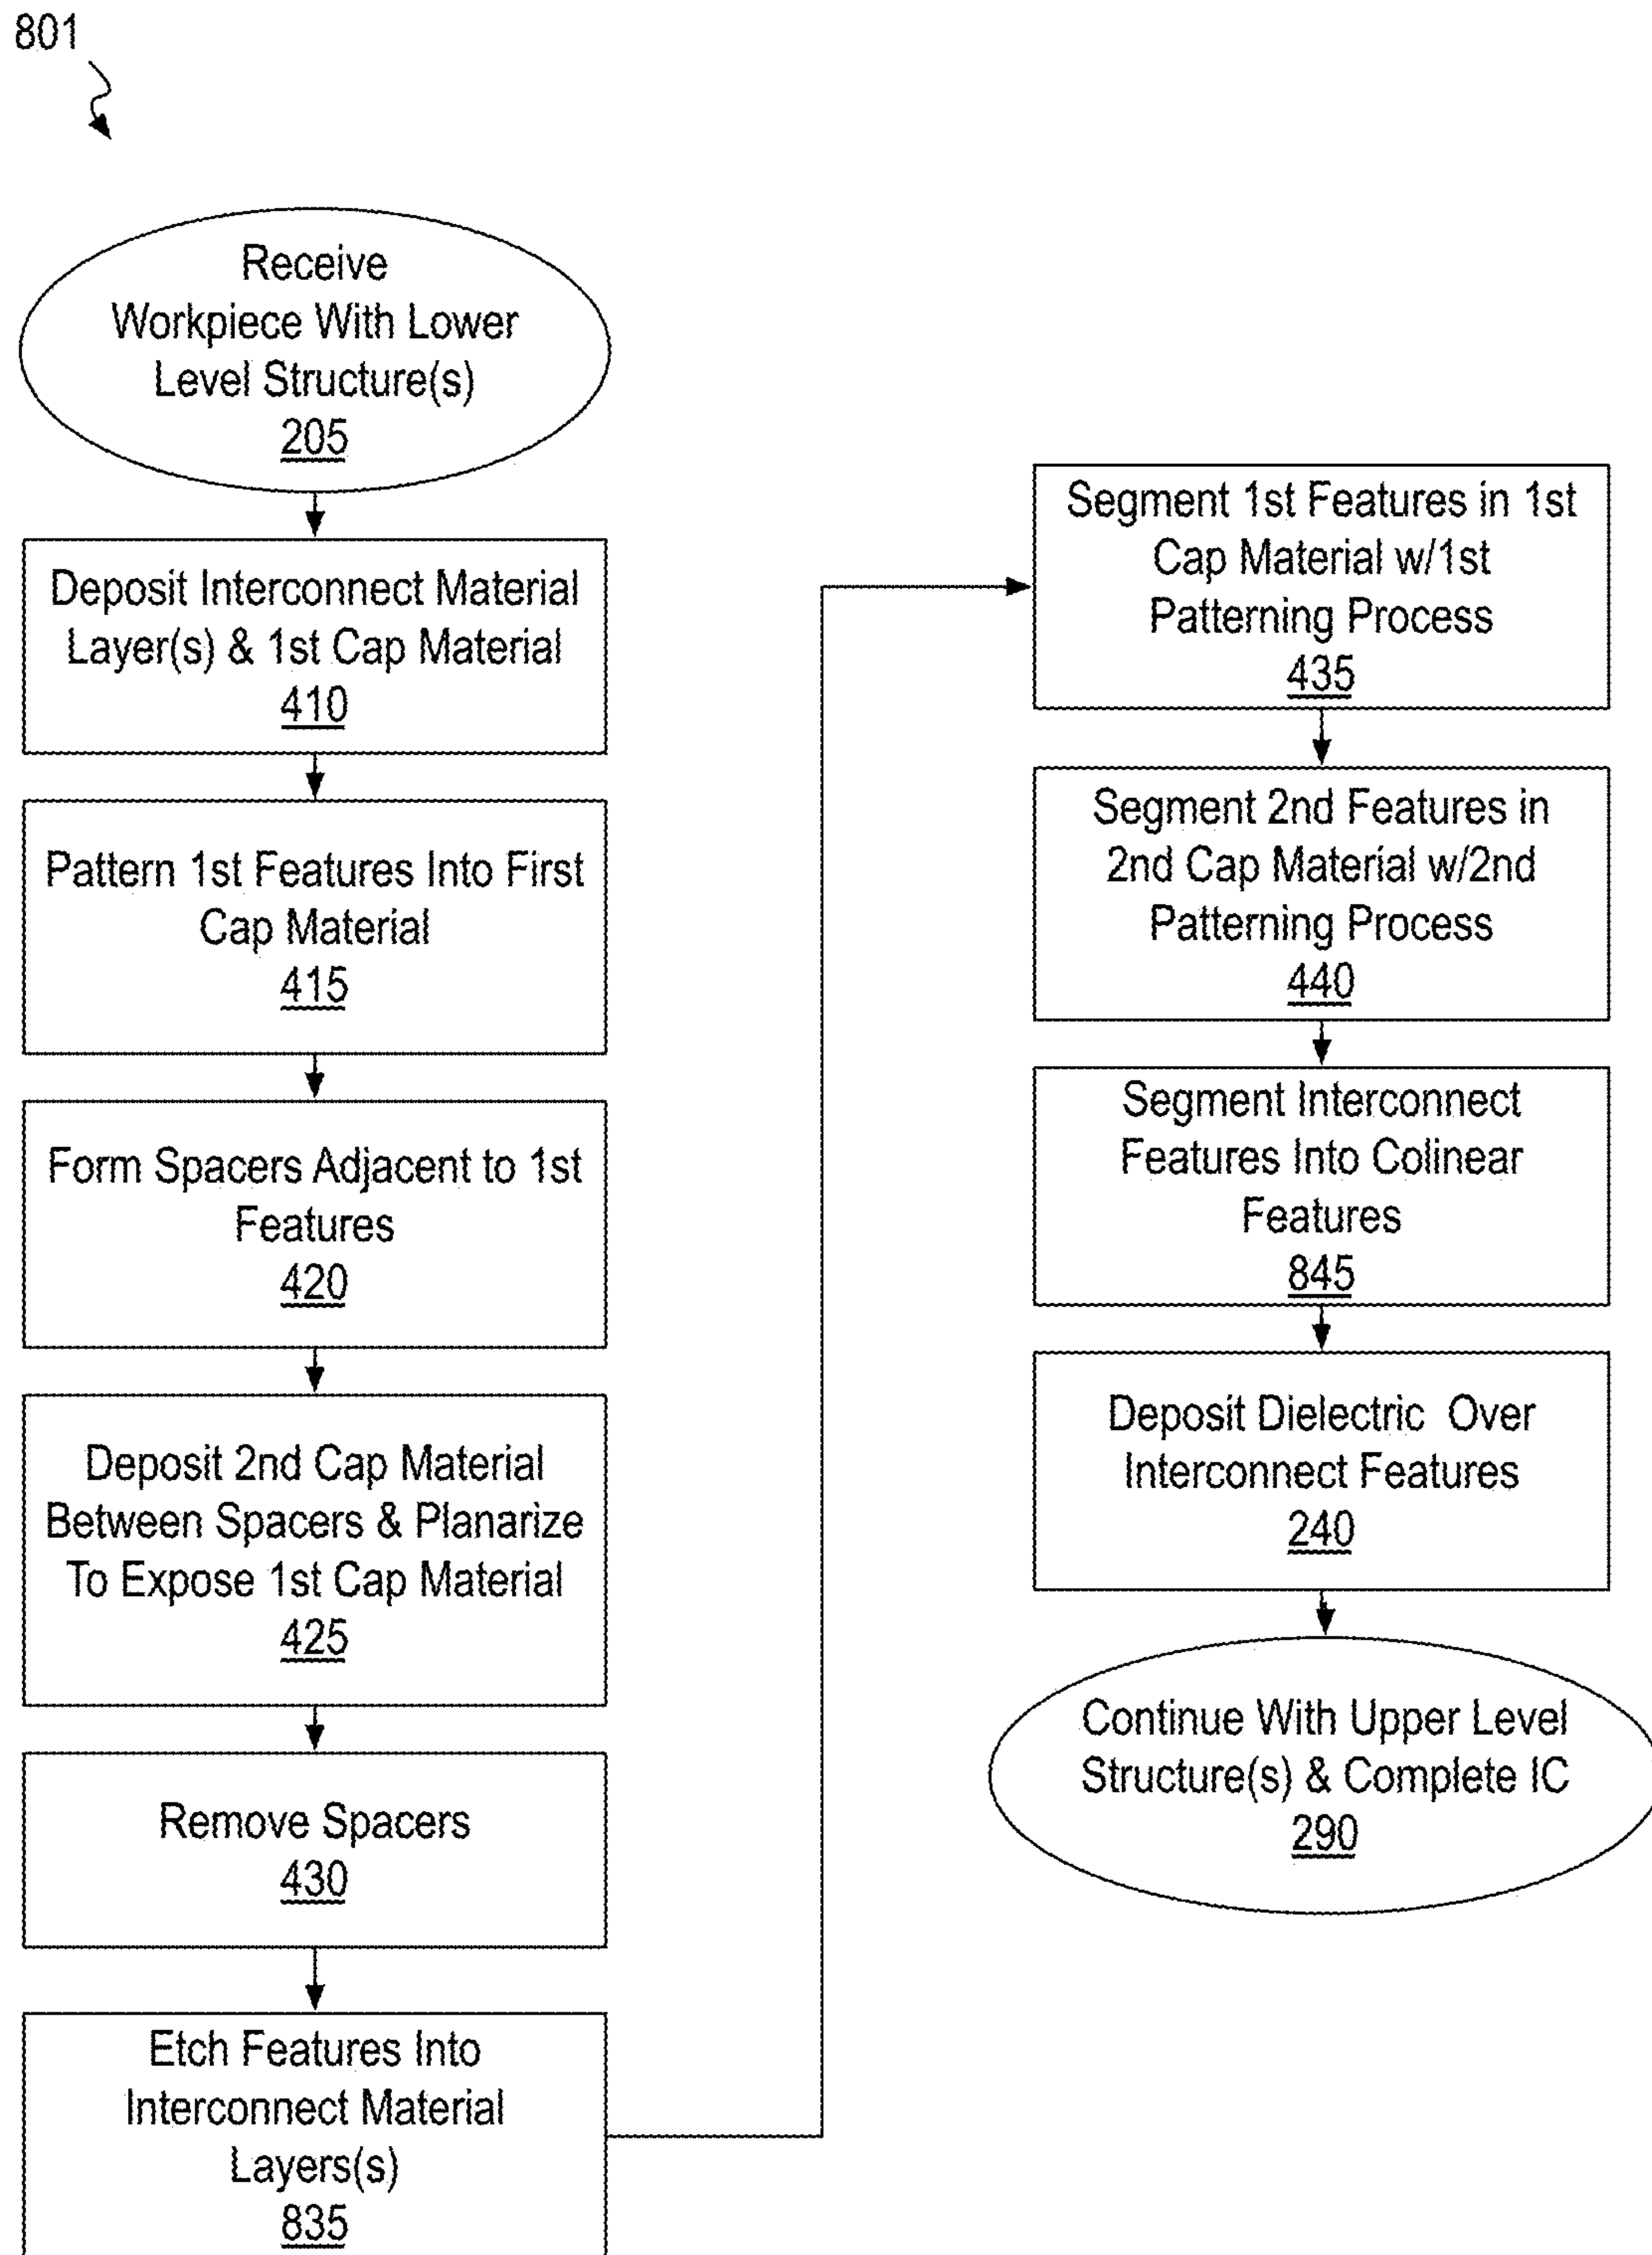 801
Receive
Workpiece With Lower
Level Structure(s)
205
Deposit Interconnect Material
Layer(s) & 1st Cap Material
410
Pattern 1st Features Into First
Cap Material
415
Form Spacers Adjacent to 1st
Features
420
Deposit 2nd Cap Material
Between Spacers & Planarize
To Expose 1st Cap Material
425
Remove Spacers
430
Etch Features Into
Interconnect Material
Layers(s)
835
Segment 1st Features in 1st
Cap Material w/1st
Patterning Process
435
Segment 2nd Features in
2nd Cap Material w/2nd
Patterning Process
440
Segment Interconnect
Features Into Colinear
Features
845
Deposit Dielectric Over
Interconnect Features
240
Continue With Upper Level
Structure(s) & Complete IC
290